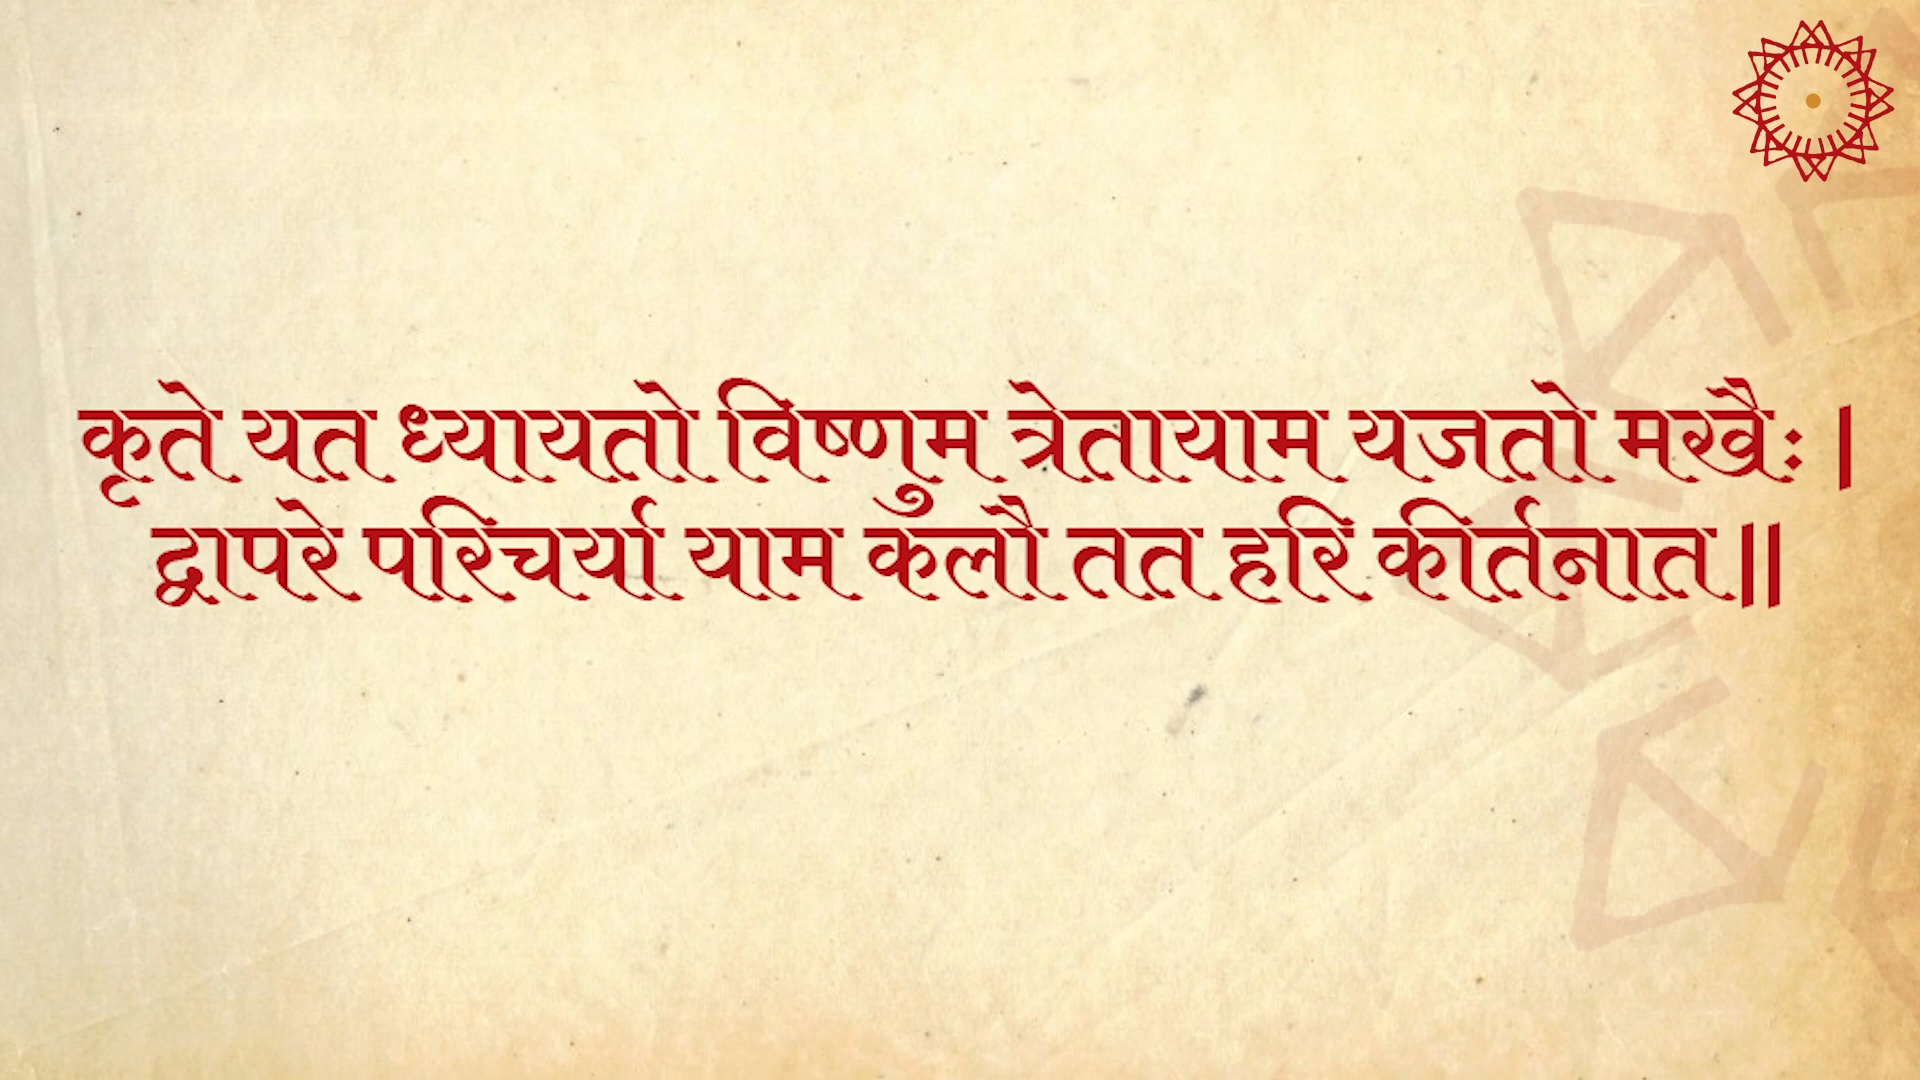 कृते यत ध्यायतो विष्णुम त्रेतायाम यजतो मखैः |
द्वापरे परिचर्या याम कलौ तत हरि कीर्तनात ||